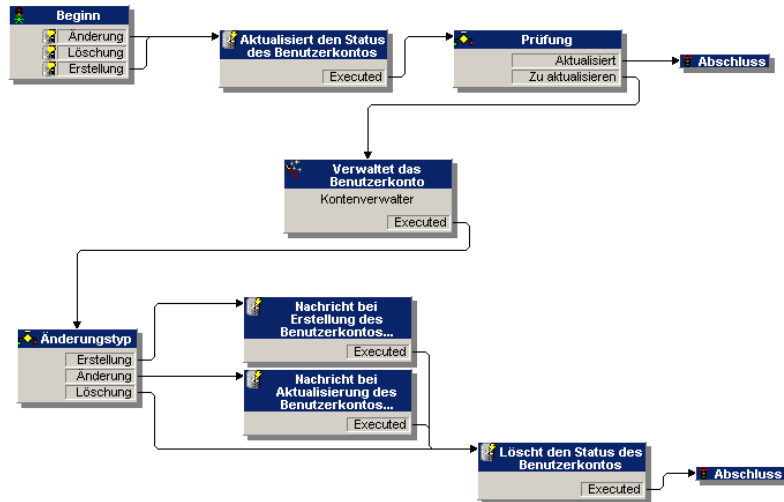 Beginn
Änderung
Löschung
Erstellung
Aktualisiert den Status
des Benutzerkontos
Executed
Prüfung
Aktualisiert
Zu aktualisieren
Abschluss
Verwaltet das
Benutzerkonto
Kontenverwalter
Executed
Änderungstyp
Erstellung
Änderung
Löschung
Nachricht bei
Erstellung des
Benutzerkontos...
Executed
Nachricht bei
Aktualisierung des
Benutzerkontos...
Executed
Löscht den Status des
Benutzerkontos
Executed
Abschluss